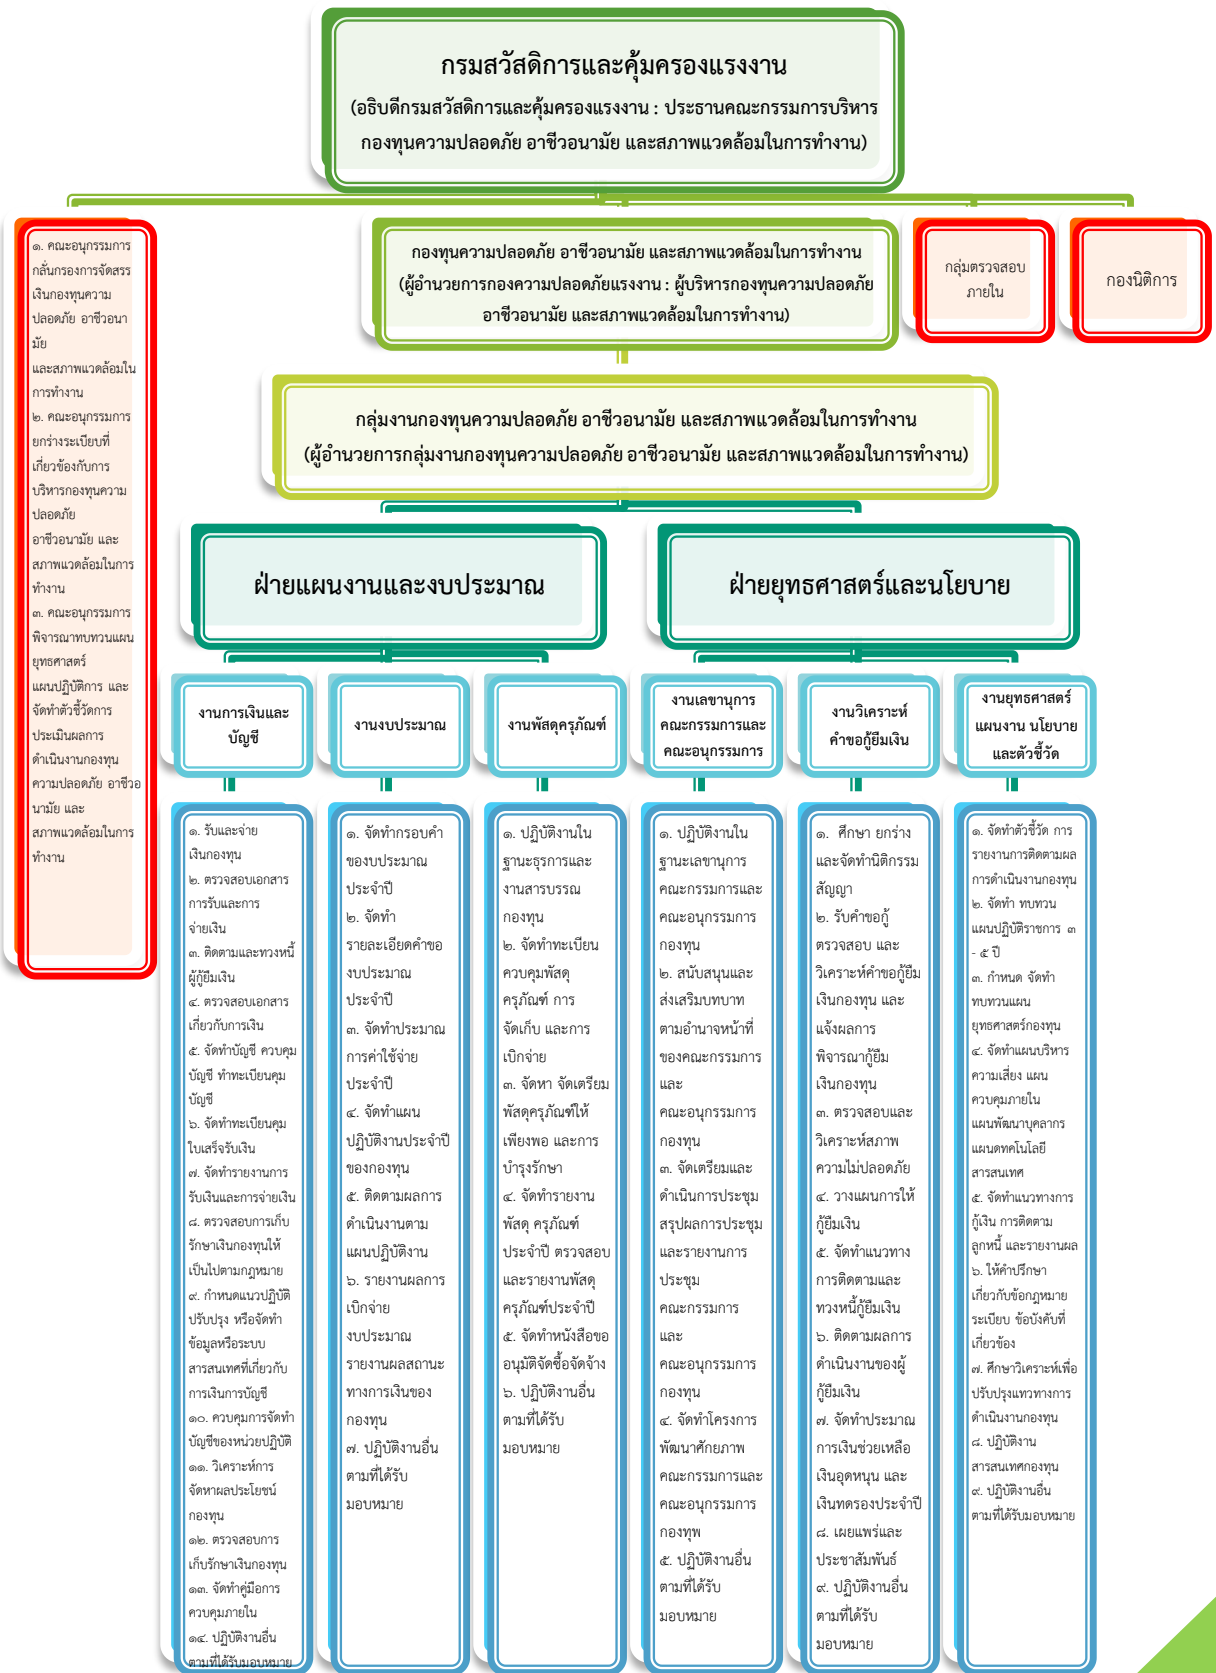 กรมสวัสดิการและคุ้มครองแรงงาน
(อธิบดีกรมสวัสดิการและคุ้มครองแรงงาน : ประธานคณะกรรมการบริหาร
กองทุนความปลอดภัย อาชีวอนามัย และสภาพแวดล้อมในการทำงาน)
๑. คณะอนุกรรมการ
กลั่นกรองการจัดสรร
เงินกองทุนความ
ปลอดภัย อาชีวอนา
มัย
และสภาพแวดล้อมใน
การทำงาน
๒. คณะอนุกรรมการ
ยกร่างระเบียบที่
เกี่ยวข้องกับการ
บริหารกองทุนความ
ปลอดภัย
อาชีวอนามัย และ
สภาพแวดล้อมในการ
ทำงาน
๓. คณะอนุกรรมการ
พิจารณาทบทวนแผน
ยุทธศาสตร์
แผนปฏิบัติการ และ
จัดทำตัวชี้วัดการ
ประเมินผลการ
ดำเนินงานกองทุน
ความปลอดภัย อาชีวอ
นามัย และ
สภาพแวดล้อมในการ
ทำงาน
กองทุนความปลอดภัย อาชีวอนามัย และสภาพแวดล้อมในการทำงาน
(ผู้อำนวยการกองความปลอดภัยแรงงาน : ผู้บริหารกองทุนความปลอดภัย
อาชีวอนามัย และสภาพแวดล้อมในการทำงาน)
กลุ่มตรวจสอบ
ภายใน
กองนิติการ
กลุ่มงานกองทุนความปลอดภัย อาชีวอนามัย และสภาพแวดล้อมในการทำงาน
(ผู้อำนวยการกลุ่มงานกองทุนความปลอดภัย อาชีวอนามัย และสภาพแวดล้อมในการทำงาน)
ฝ่ายแผนงานและงบประมาณ
ฝ่ายยุทธศาสตร์และนโยบาย
งานการเงินและ
บัญชี
งานงบประมาณ
งานพัสดุครุภัณฑ์
งานเลขานุการ
คณะกรรมการและ
คณะอนุกรรมการ
งานวิเคราะห์
คำขอกู้ยืมเงิน
งานยุทธศาสตร์
แผนงาน นโยบาย
และตัวชี้วัด
๑. รับและจ่าย
เงินกองทุน
๒. ตรวจสอบเอกสาร
การรับและการ
จ่ายเงิน
๓. ติดตามและทวงหนี้
ผู้กู้ยืมเงิน
๔. ตรวจสอบเอกสาร
เกี่ยวกับการเงิน
๕. จัดทำบัญชี ควบคุม
บัญชี ทำทะเบียนคุม
บัญชี
๖. จัดทำทะเบียนคุม
ใบเสร็จรับเงิน
๗. จัดทำรายงานการ
รับเงินและการจ่ายเงิน
๘. ตรวจสอบการเก็บ
รักษาเงินกองทุนให้
เป็นไปตามกฎหมาย
๙. กำหนดแนวปฏิบัติ
ปรับปรุง หรือจัดทำ
ข้อมูลหรือระบบ
สารสนเทศที่เกี่ยวกับ
การเงินการบัญชี
๑๐. ควบคุมการจัดทำ
บัญชีของหน่วยปฏิบัติ
๑๑. วิเคราะห์การ
จัดหาผลประโยชน์
กองทุน
๑๒. ตรวจสอบการ
เก็บรักษาเงินกองทุน
๑๓. จัดทำคู่มือการ
ควบคุมภายใน
๑๔. ปฏิบัติงานอื่น
ตามที่ได้รับมอบหมาย
๑. จัดทำกรอบคำ
ของบประมาณ
ประจำปี
๒. จัดทำ
รายละเอียดคำขอ
งบประมาณ
ประจำปี
๓. จัดทำประมาณ
การค่าใช้จ่าย
ประจำปี
๔. จัดทำแผน
ปฏิบัติงานประจำปี
ของกองทุน
๕. ติดตามผลการ
ดำเนินงานตาม
แผนปฏิบัติงาน
๖. รายงานผลการ
เบิกจ่าย
งบประมาณ
รายงานผลสถานะ
ทางการเงินของ
กองทุน
๗. ปฏิบัติงานอื่น
ตามที่ได้รับ
มอบหมาย
๑. ปฏิบัติงานใน
ฐานะธุรการและ
งานสารบรรณ
กองทุน
๒. จัดทำทะเบียน
ควบคุมพัสดุ
ครุภัณฑ์ การ
จัดเก็บ และการ
เบิกจ่าย
๓. จัดหา จัดเตรียม
พัสดุครุภัณฑ์ให้
เพียงพอ และการ
บำรุงรักษา
๔. จัดทำรายงาน
พัสดุ ครุภัณฑ์
ประจำปี ตรวจสอบ
และรายงานพัสดุ
ครุภัณฑ์ประจำปี
๕. จัดทำหนังสือขอ
อนุมัติจัดซื้อจัดจ้าง
๖. ปฏิบัติงานอื่น
ตามที่ได้รับ
มอบหมาย
๑. ปฏิบัติงานใน
ฐานะเลขานุการ
คณะกรรมการและ
คณะอนุกรรมการ
กองทุน
๒. สนับสนุนและ
ส่งเสริมบทบาท
ตามอำนาจหน้าที่
ของคณะกรรมการ
และ
คณะอนุกรรมการ
กองทุน
๓. จัดเตรียมและ
ดำเนินการประชุม
สรุปผลการประชุม
และรายงานการ
ประชุม
คณะกรรมการ
และ
คณะอนุกรรมการ
กองทุน
๔. จัดทำโครงการ
พัฒนาศักยภาพ
คณะกรรมการและ
คณะอนุกรรมการ
กองทุพ
๕. ปฏิบัติงานอื่น
ตามที่ได้รับ
มอบหมาย
๑. ศึกษา ยกร่าง
และจัดทำนิติกรรม
สัญญา
๒. รับคำขอกู้
ตรวจสอบ และ
วิเคราะห์คำขอกู้ยืม
เงินกองทุน และ
แจ้งผลการ
พิจารณากู้ยืม
เงินกองทุน
๓. ตรวจสอบและ
วิเคราะห์สภาพ
ความไม่ปลอดภัย
๔. วางแผนการให้
กู้ยืมเงิน
๕. จัดทำแนวทาง
การติดตามและ
ทวงหนี้กู้ยืมเงิน
๖. ติดตามผลการ
ดำเนินงานของผู้
กู้ยืมเงิน
๗. จัดทำประมาณ
การเงินช่วยเหลือ
เงินอุดหนุน และ
เงินทดรองประจำปี
๘. เผยแพร่และ
ประชาสัมพันธ์
๙. ปฏิบัติงานอื่น
ตามที่ได้รับ
มอบหมาย
๑. จัดทำตัวชี้วัด การ
รายงานการติดตามผล
การดำเนินงานกองทุน
๒. จัดทำ ทบทวน
แผนปฏิบัติราชการ ๓
- ๕ ปี
๓. กำหนด จัดทำ
ทบทวนแผน
ยุทธศาสตร์กองทุน
๔. จัดทำแผนบริหาร
ความเสี่ยง แผน
ควบคุมภายใน
แผนพัฒนาบุคลากร
แผนดทคโนโลยี
สารสนเทศ
๕. จัดทำแนวทางการ
กู้เงิน การติดตาม
ลูกหนี้ และรายงานผล
๖. ให้คำปรึกษา
เกี่ยวกับข้อกฎหมาย
ระเบียบ ข้อบังคับที่
เกี่ยวข้อง
๗. ศึกษาวิเคราะห์เพื่อ
ปรับปรุงแทวทางการ
ดำเนินงานกองทุน
๘. ปฏิบัติงาน
สารสนเทศกองทุน
๙. ปฏิบัติงานอื่น
ตามที่ได้รับมอบหมาย